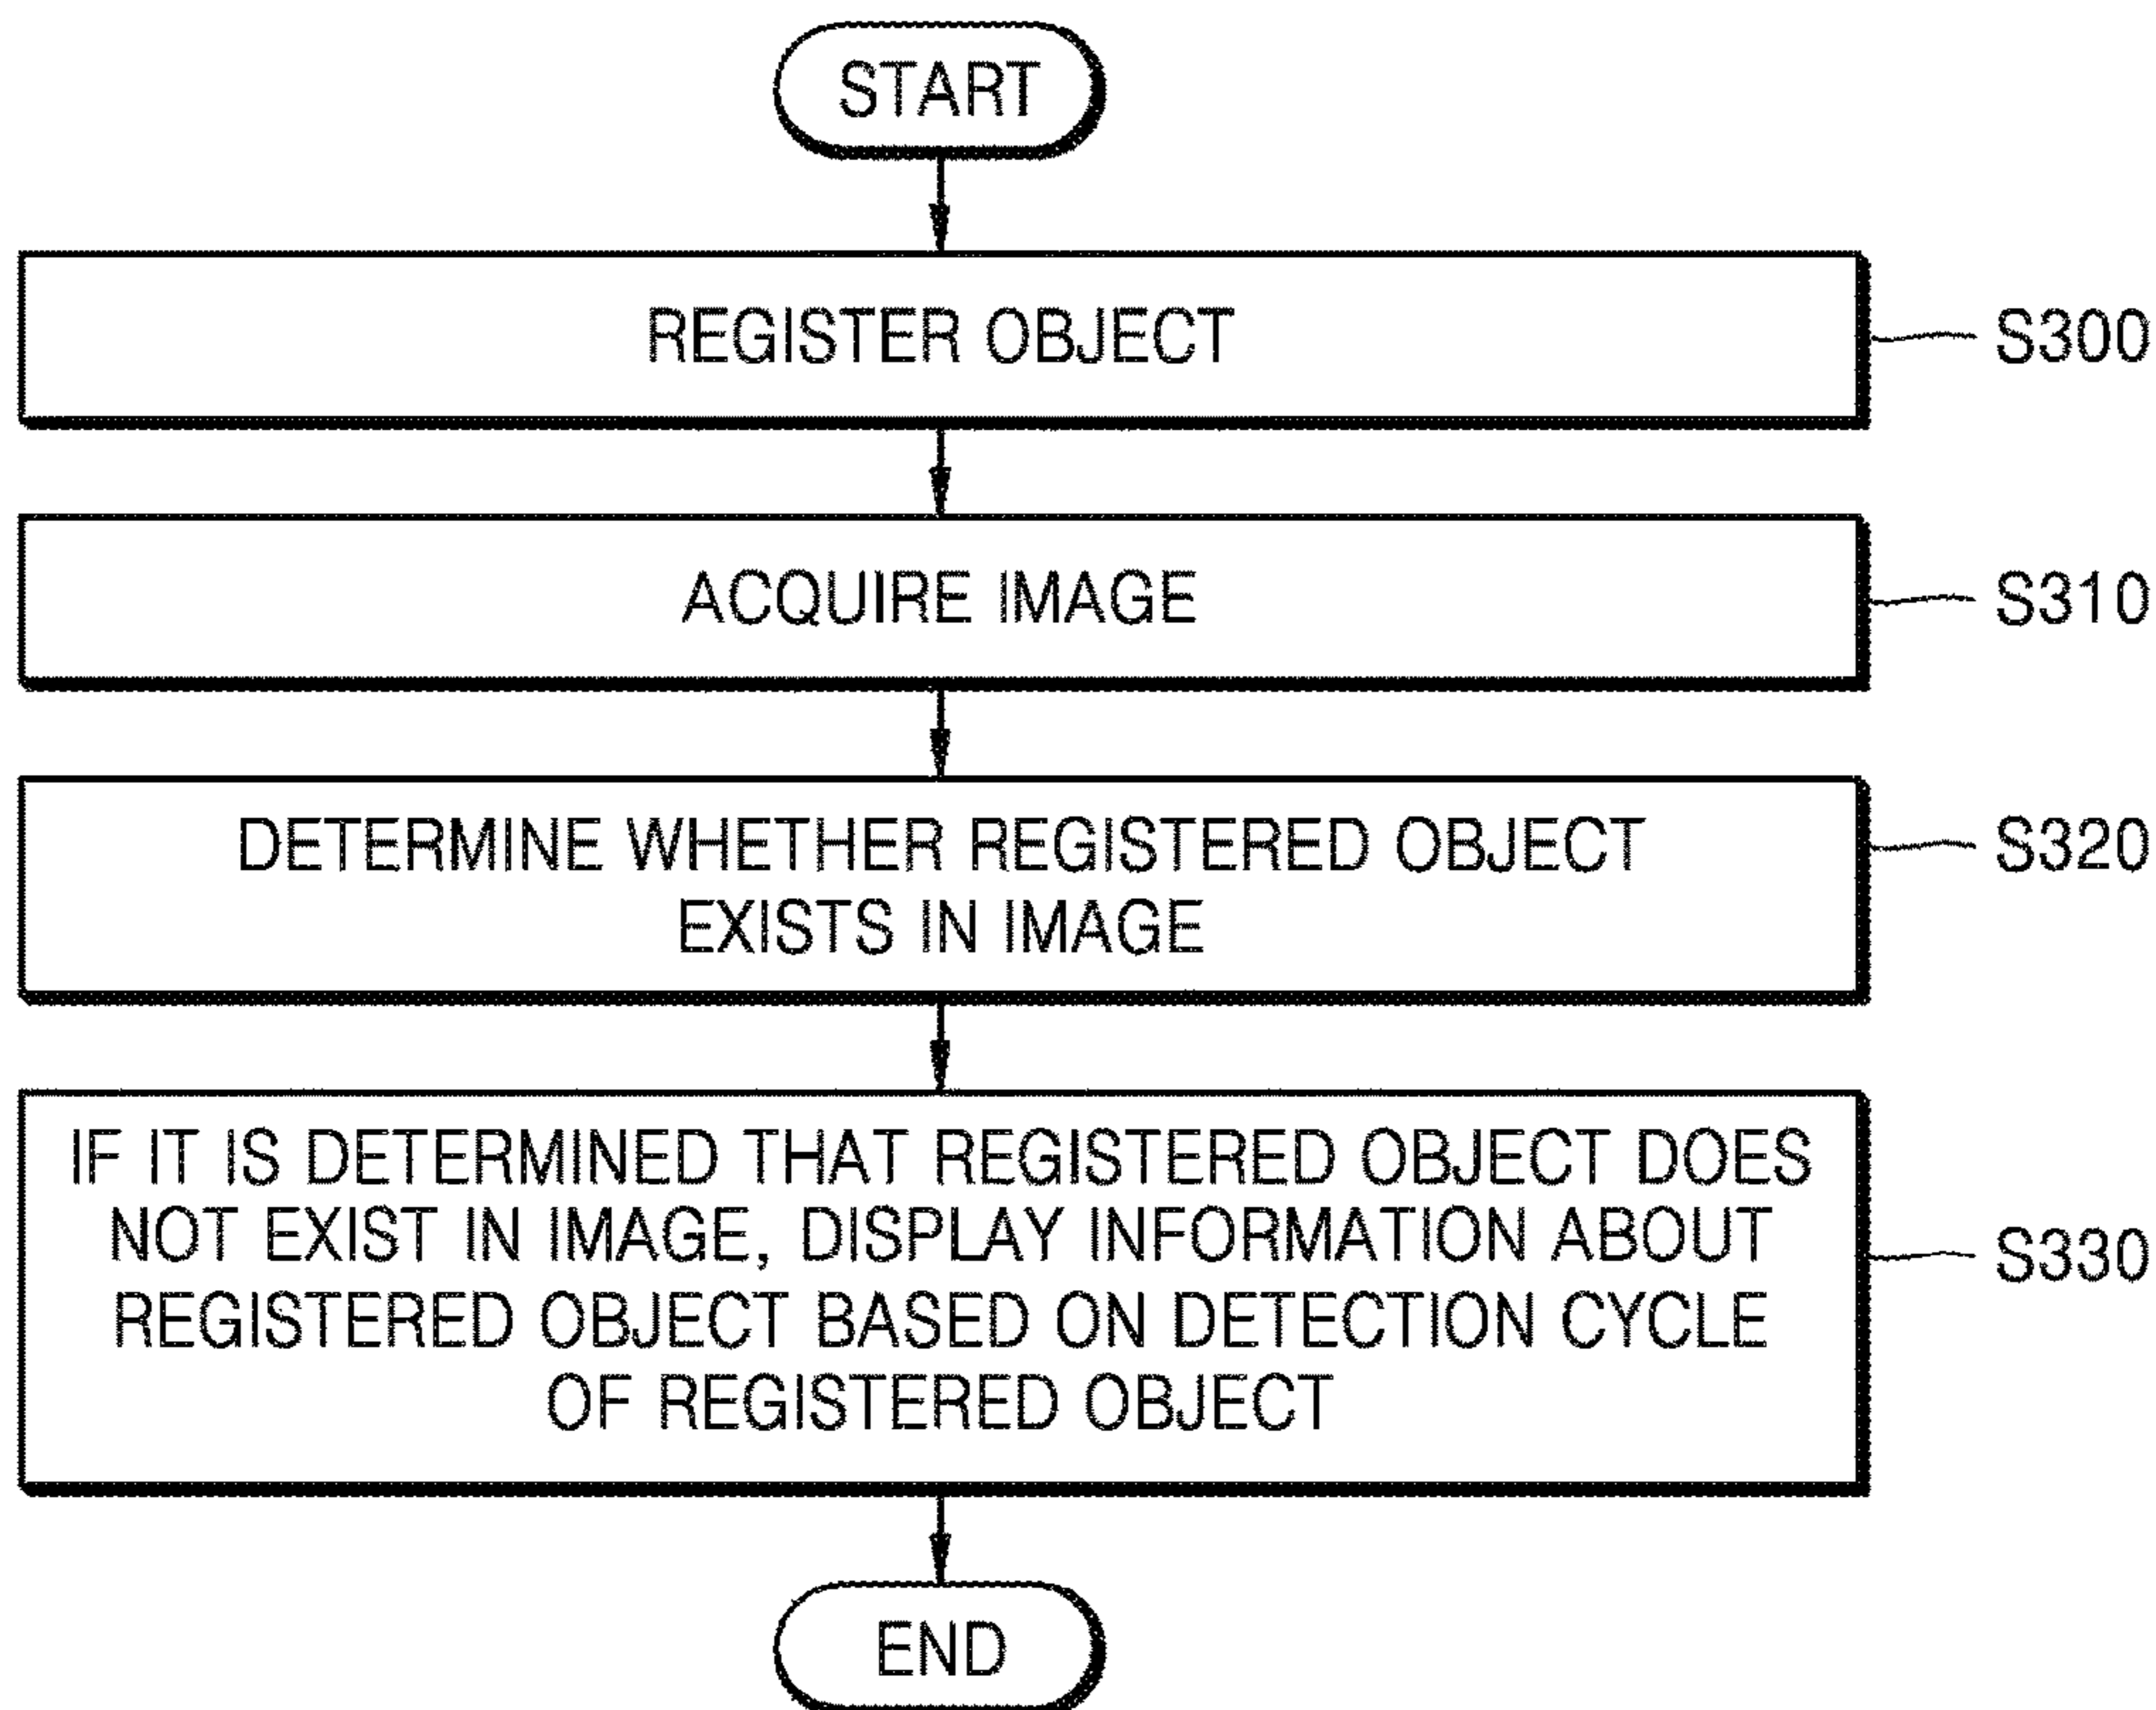 START
REGISTER OBJECT
S300
ACQUIRE IMAGE
S310
DETERMINE WHETHER REGISTERED OBJECT
EXISTS IN IMAGE
S320
IF IT IS DETERMINED THAT REGISTERED OBJECT DOES
NOT EXIST IN IMAGE, DISPLAY INFORMATION ABOUT
REGISTERED OBJECT BASED ON DETECTION CYCLE
OF REGISTERED OBJECT
S330
END